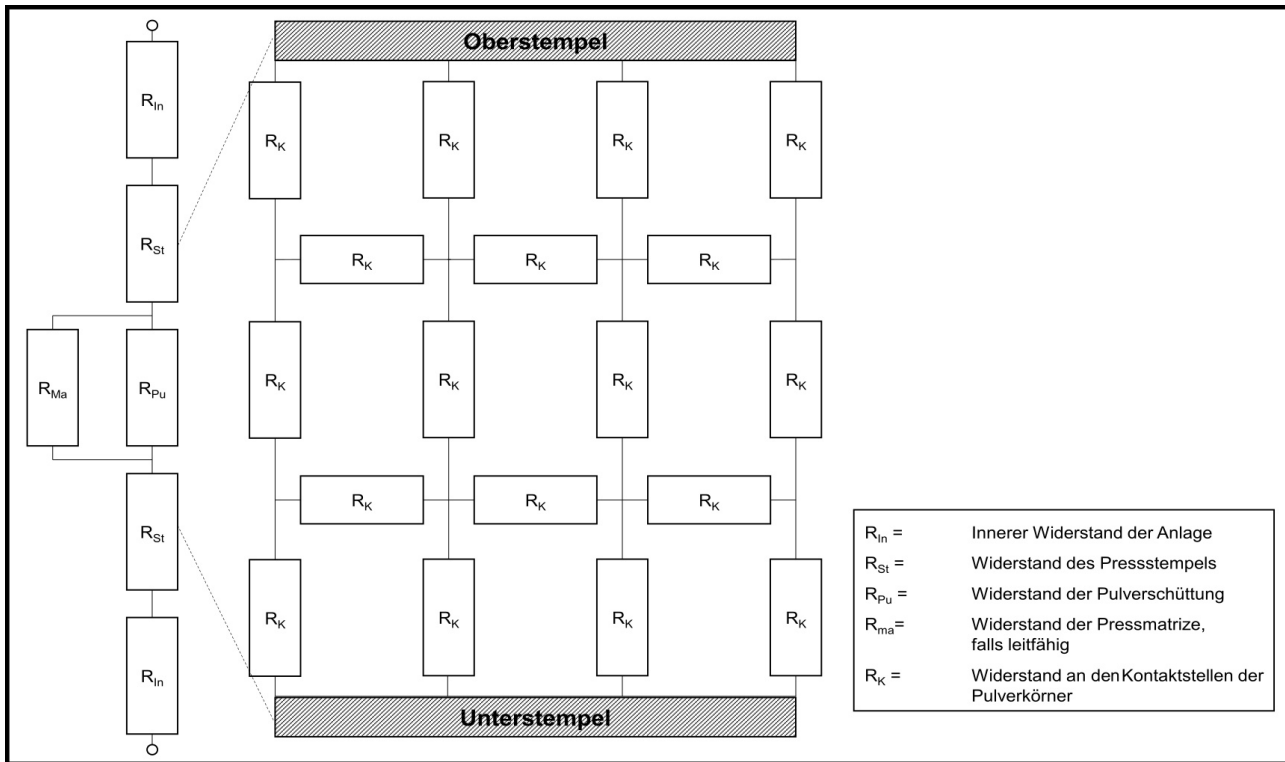 Oberstempel
R_In
R_K R_K R_K R_K
R_St
R_K R_K R_K
R_Ma R_Pu
R_K R_K R_K R_K
R_K R_K R_K
R_St
R_K R_K R_K R_K
R_In
Unterstempel
R_In = Innerer Widerstand der Anlage
R_St = Widerstand des Pressstempels
R_Pu = Widerstand der Pulverschüttung
R_ma= Widerstand der Pressmatrize,
falls leitfähig
R_K = Widerstand an den Kontaktstellen der
Pulverkörner